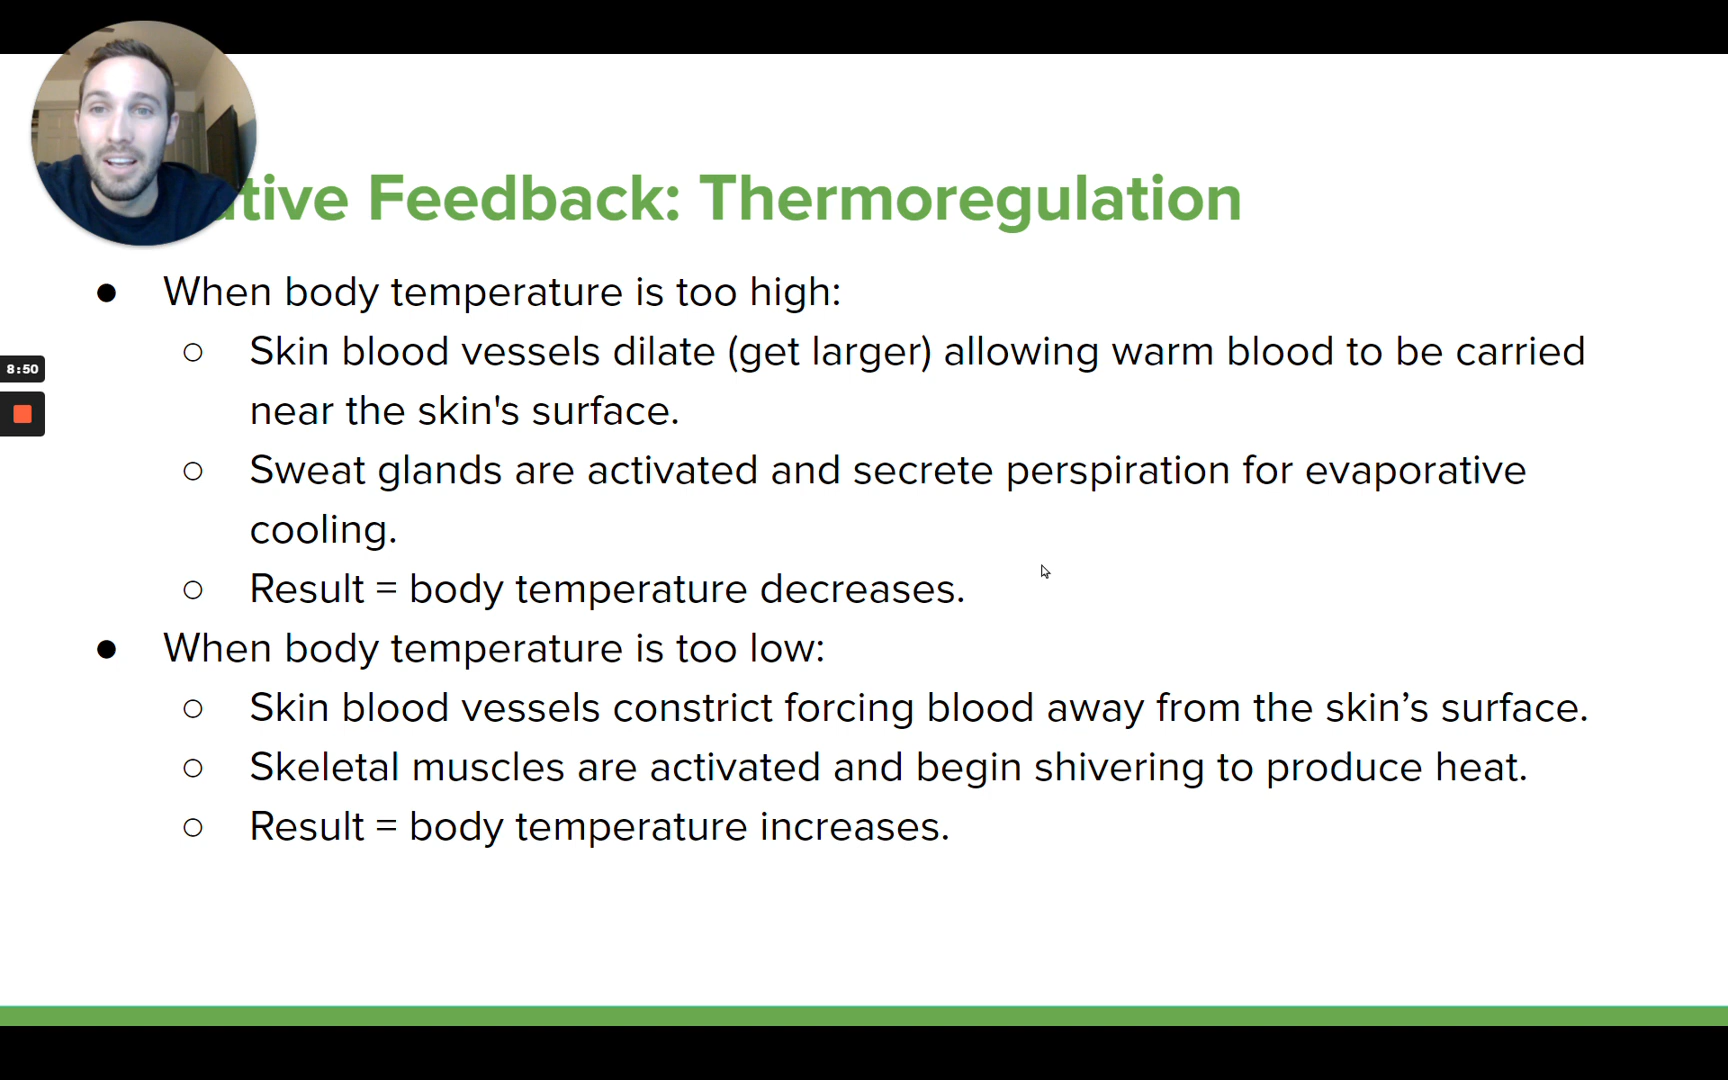 tive Feedback: Thermoregulation
● When body temperature is too high:
○ Skin blood vessels dilate (get larger) allowing warm blood to be carried
near the skin's surface.
○ Sweat glands are activated and secrete perspiration for evaporative
cooling.
○ Result = body temperature decreases.
● When body temperature is too low:
○ Skin blood vessels constrict forcing blood away from the skin’s surface.
○ Skeletal muscles are activated and begin shivering to produce heat.
○ Result = body temperature increases.
8:50